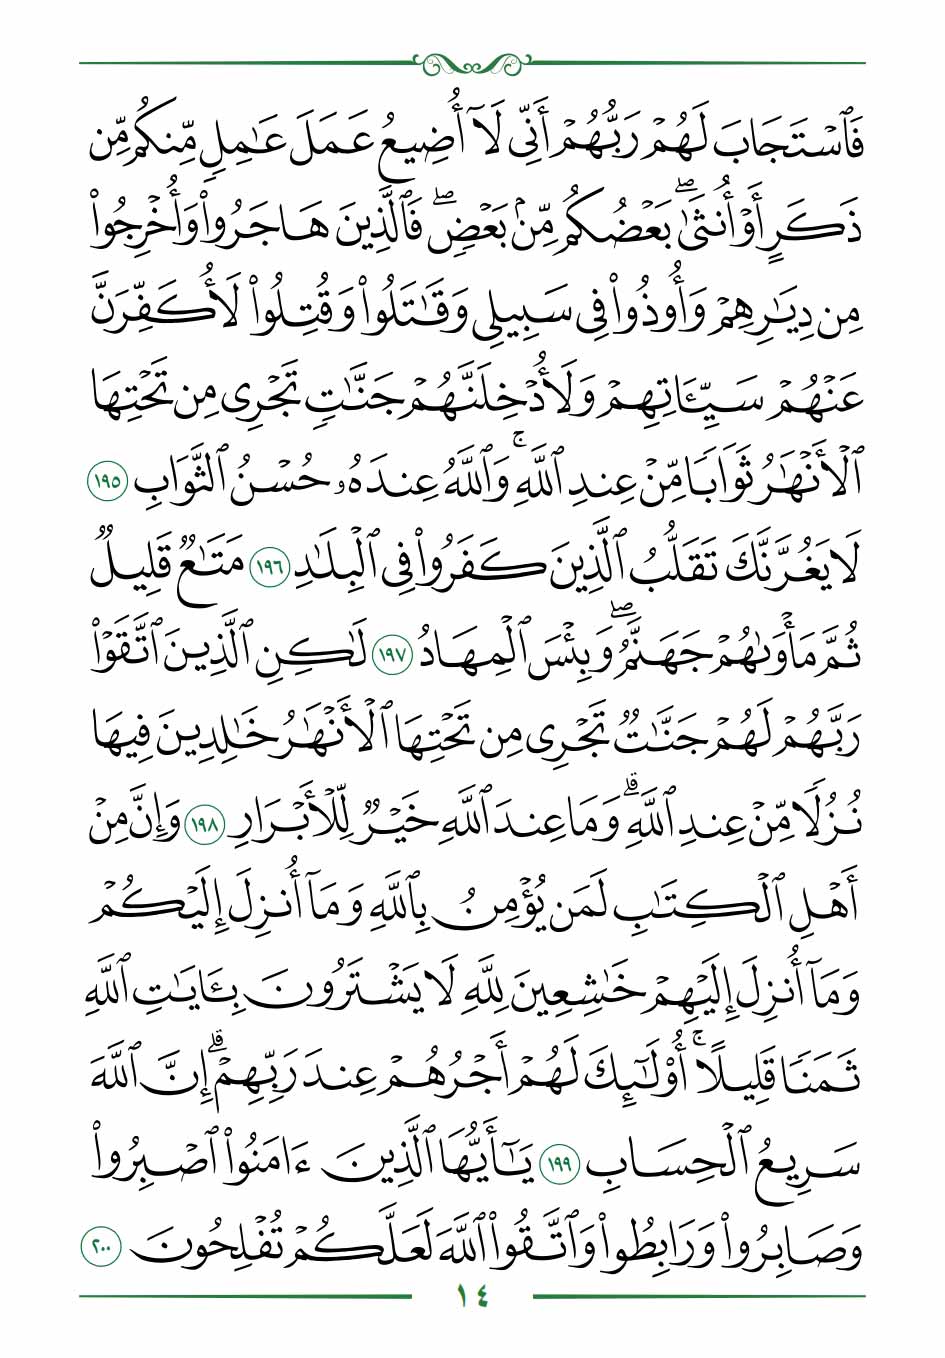 فَٱسۡتَجَابَ لَهُمۡ رَبُّهُمۡ أَنِّي لَآ أُضِيعُ عَمَلَ عَٰمِلٖ مِّنكُم مِّن
ذَكَرٍ أَوۡ أُنثَىٰۖ بَعۡضُكُم مِّنۢ بَعۡضٖۖ فَٱلَّذِينَ هَاجَرُواْ وَأُخۡرِجُواْ
مِن دِيَٰرِهِمۡ وَأُوذُواْ فِي سَبِيلِي وَقَٰتَلُواْ وَقُتِلُواْ لَأُكَفِّرَنَّ
عَنۡهُمۡ سَيِّـَٔاتِهِمۡ وَلَأُدۡخِلَنَّهُمۡ جَنَّٰتٖ تَجۡرِي مِن تَحۡتِهَا
ٱلۡأَنۡهَٰرُ ثَوَابٗا مِّنۡ عِندِ ٱللَّهِۚ وَٱللَّهُ عِندَهُۥ حُسۡنُ ٱلثَّوَابِ ١٩٥
لَا يَغُرَّنَّكَ تَقَلُّبُ ٱلَّذِينَ كَفَرُواْ فِي ٱلۡبِلَٰدِ ١٩٦ مَتَٰعٞ قَلِيلٞ
ثُمَّ مَأۡوَىٰهُمۡ جَهَنَّمُۖ وَبِئۡسَ ٱلۡمِهَادُ ١٩٧ لَٰكِنِ ٱلَّذِينَ ٱتَّقَوۡاْ
رَبَّهُمۡ لَهُمۡ جَنَّٰتٞ تَجۡرِي مِن تَحۡتِهَا ٱلۡأَنۡهَٰرُ خَٰلِدِينَ فِيهَا
نُزُلٗا مِّنۡ عِندِ ٱللَّهِۗ وَمَا عِندَ ٱللَّهِ خَيۡرٞ لِّلۡأَبۡرَارِ ١٩٨ وَإِنَّ مِنۡ
أَهۡلِ ٱلۡكِتَٰبِ لَمَن يُؤۡمِنُ بِٱللَّهِ وَمَآ أُنزِلَ إِلَيۡكُمۡ
وَمَآ أُنزِلَ إِلَيۡهِمۡ خَٰشِعِينَ لِلَّهِ لَا يَشۡتَرُونَ بِـَٔايَٰتِ ٱللَّهِ
ثَمَنٗا قَلِيلًاۚ أُوْلَٰٓئِكَ لَهُمۡ أَجۡرُهُمۡ عِندَ رَبِّهِمۡۗ إِنَّ ٱللَّهَ
سَرِيعُ ٱلۡحِسَابِ ١٩٩ يَٰٓأَيُّهَا ٱلَّذِينَ ءَامَنُواْ ٱصۡبِرُواْ
وَصَابِرُواْ وَرَابِطُواْ وَٱتَّقُواْ ٱللَّهَ لَعَلَّكُمۡ تُفۡلِحُونَ ٢٠٠
١٤